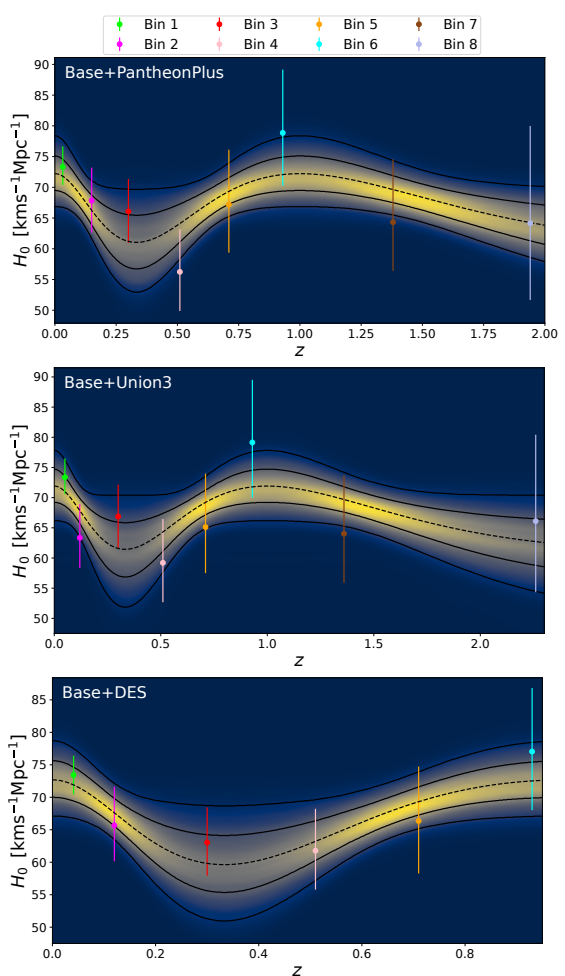 Bin 1 Bin 3 Bin 5 Bin 7
Bin 2 Bin 4 Bin 6 Bin 8
Base+PantheonPlus
90
85
80
75
70
65
60
55
50
H₀ [kms⁻¹Mpc⁻¹]
0.00 0.25 0.50 0.75 1.00 1.25 1.50 1.75 2.00
z
Base+Union3
90
85
80
75
70
65
60
55
50
H₀ [kms⁻¹Mpc⁻¹]
0.0 0.5 1.0 1.5 2.0
z
Base+DES
85
80
75
70
65
60
55
50
H₀ [kms⁻¹Mpc⁻¹]
0.0 0.2 0.4 0.6 0.8
z